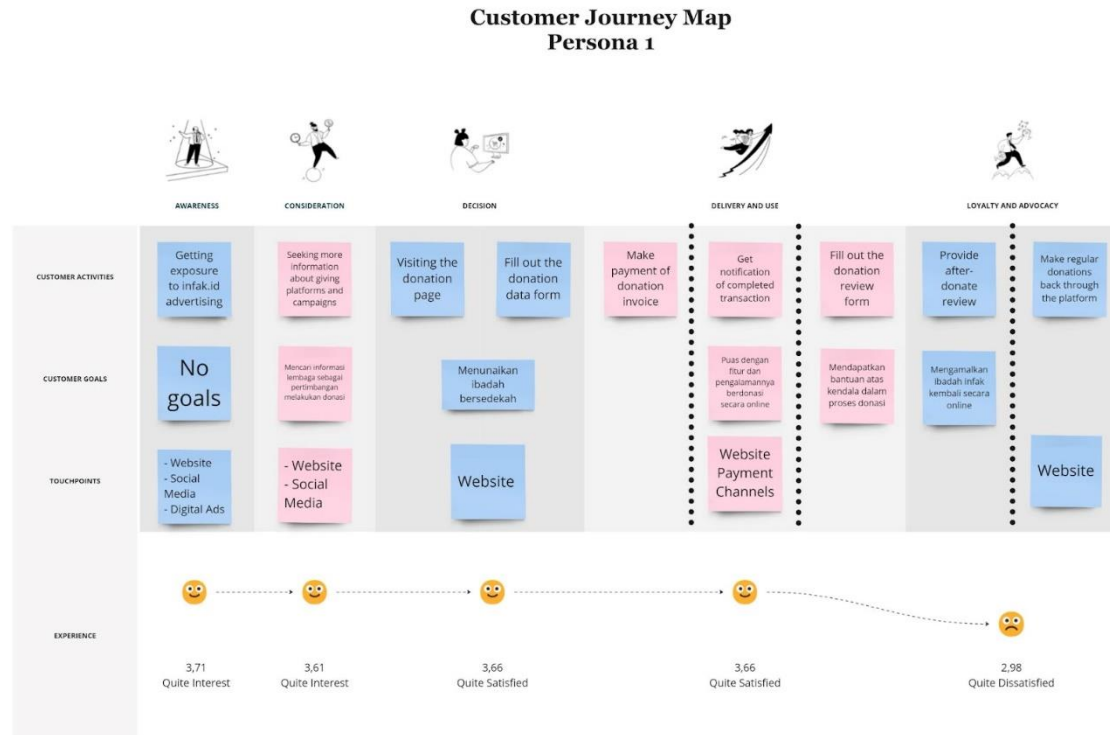 Customer Journey Map
Persona 1
AWARENESS
CONSIDERATION
DECISION
DELIVERY AND USE
LOYALTY AND ADVOCACY
CUSTOMER ACTIVITIES
Getting
exposure
to infak.id
advertising
Seeking more
information
about giving
platforms and
campaigns
Visiting the
donation
page
Fill out the
donation
data form
Make
payment of
donation
invoice
Get
notification
of completed
transaction
Fill out the
donation
review
form
Provide
after-
donate
review
Make regular
donations
back through
the platform
CUSTOMER GOALS
No
goals
Mencari informasi
lembaga sebagai
pertimbangan
melakukan donasi
Menunaikan
ibadah
bersedekah
Puas dengan
fitur dan
pengalamannya
berdonasi
secara online
Mendapatkan
bantuan atas
kendala dalam
proses donasi
Mengamalkan
ibadah infak
kembali secara
online
TOUCHPOINTS
- Website
- Social
Media
- Digital Ads
- Website
- Social
Media
Website
Website
Payment
Channels
Website
EXPERIENCE
3,71
Quite Interest
3,61
Quite Interest
3,66
Quite Satisfied
3,66
Quite Satisfied
2,98
Quite Dissatisfied